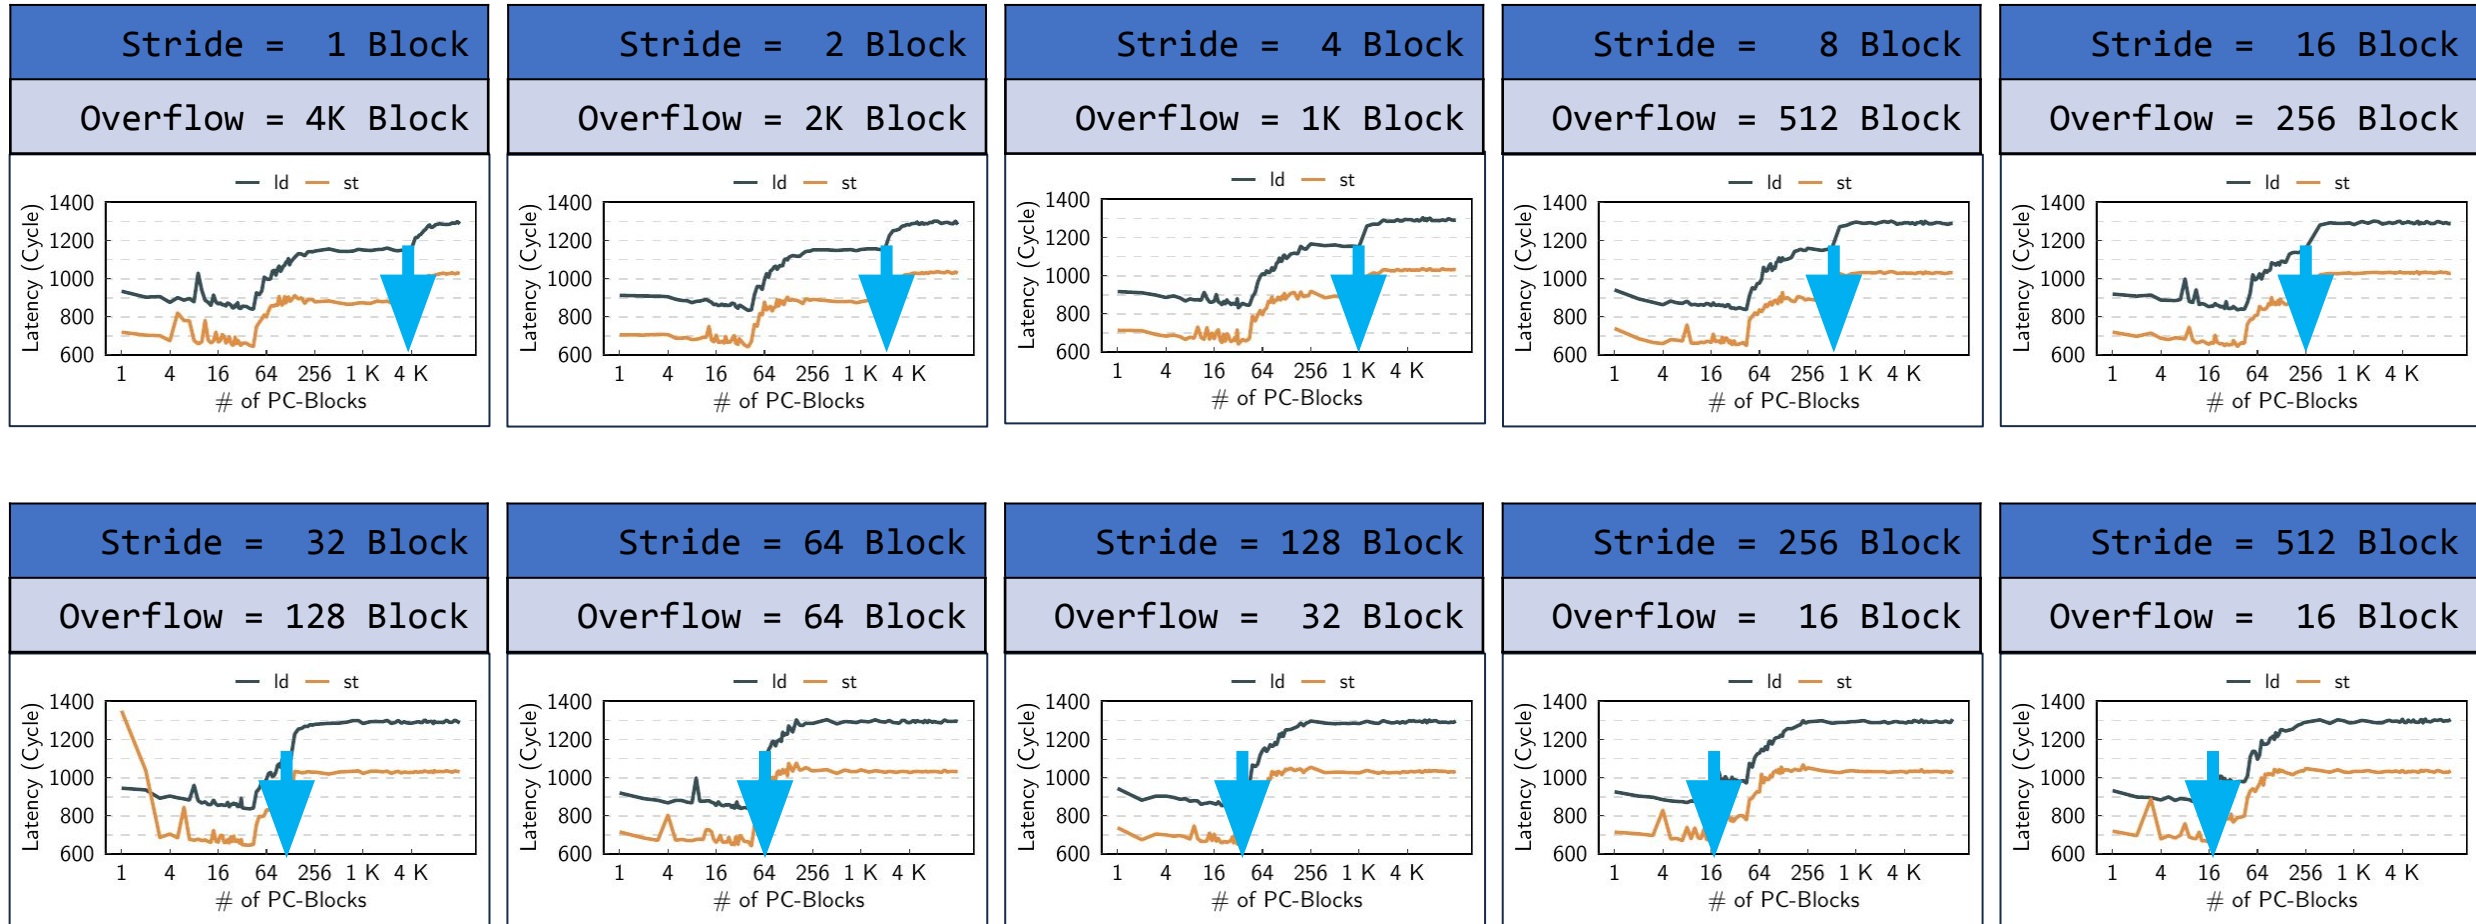 Stride = 1 Block
Overflow = 4K Block
ld st
Latency (Cycle)
1400
1200
1000
800
600
1 4 16 64 256 1 K 4 K
# of PC-Blocks
Stride = 2 Block
Overflow = 2K Block
ld st
Latency (Cycle)
1400
1200
1000
800
600
1 4 16 64 256 1 K 4 K
# of PC-Blocks
Stride = 4 Block
Overflow = 1K Block
ld st
Latency (Cycle)
1400
1200
1000
800
600
1 4 16 64 256 1 K 4 K
# of PC-Blocks
Stride = 8 Block
Overflow = 512 Block
ld st
Latency (Cycle)
1400
1200
1000
800
600
1 4 16 64 256 1 K 4 K
# of PC-Blocks
Stride = 16 Block
Overflow = 256 Block
ld st
Latency (Cycle)
1400
1200
1000
800
600
1 4 16 64 256 1 K 4 K
# of PC-Blocks
Stride = 32 Block
Overflow = 128 Block
ld st
Latency (Cycle)
1400
1200
1000
800
600
1 4 16 64 256 1 K 4 K
# of PC-Blocks
Stride = 64 Block
Overflow = 64 Block
ld st
Latency (Cycle)
1400
1200
1000
800
600
1 4 16 64 256 1 K 4 K
# of PC-Blocks
Stride = 128 Block
Overflow = 32 Block
ld st
Latency (Cycle)
1400
1200
1000
800
600
1 4 16 64 256 1 K 4 K
# of PC-Blocks
Stride = 256 Block
Overflow = 16 Block
ld st
Latency (Cycle)
1400
1200
1000
800
600
1 4 16 64 256 1 K 4 K
# of PC-Blocks
Stride = 512 Block
Overflow = 16 Block
ld st
Latency (Cycle)
1400
1200
1000
800
600
1 4 16 64 256 1 K 4 K
# of PC-Blocks